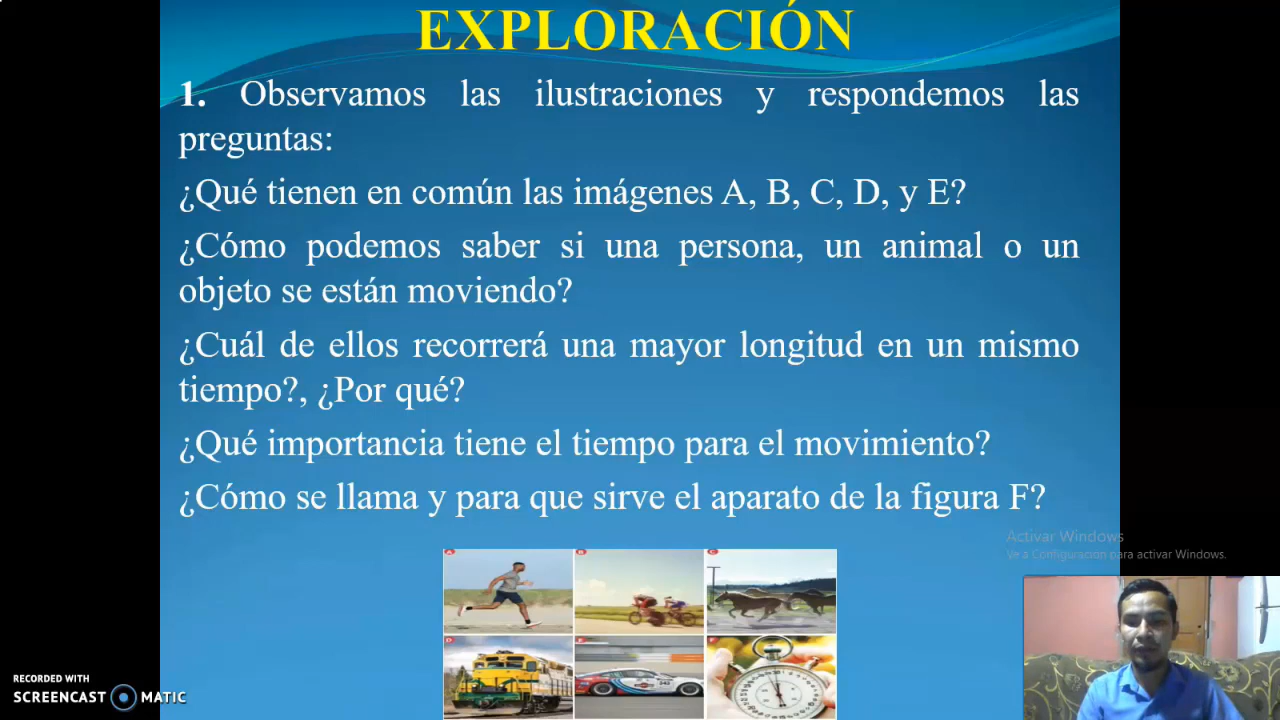 EXPLORACIÓN
1. Observamos las ilustraciones y respondemos las
preguntas:
¿Qué tienen en común las imágenes A, B, C, D, y E?
¿Cómo podemos saber si una persona, un animal o un
objeto se están moviendo?
¿Cuál de ellos recorrerá una mayor longitud en un mismo
tiempo?, ¿Por qué?
¿Qué importancia tiene el tiempo para el movimiento?
¿Cómo se llama y para que sirve el aparato de la figura F?
Activar Windows
Ve a Configuración para activar Windows.
A
B
C
D
E
F
RECORDED WITH
SCREENCAST MATIC